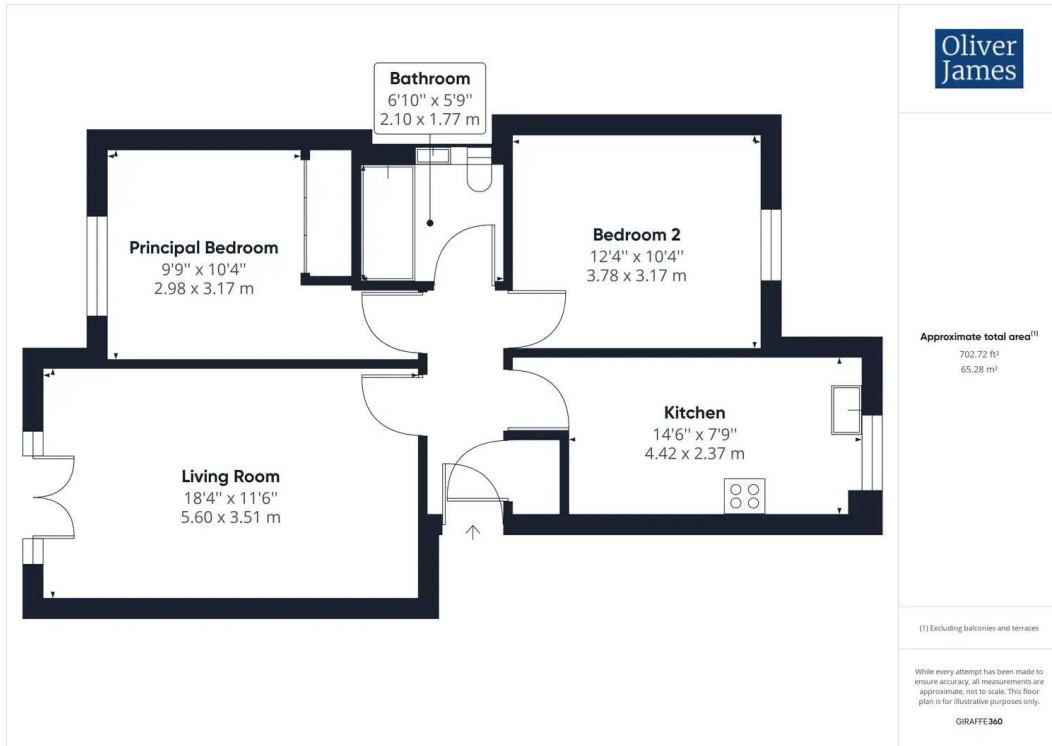 Bathroom
6'10" x 5'9"
2.10 x 1.77 m
Principal Bedroom
9'9" x 10'4"
2.98 x 3.17 m
Bedroom 2
12'4" x 10'4"
3.78 x 3.17 m
Living Room
18'4" x 11'6"
5.60 x 3.51 m
Kitchen
14'6" x 7'9"
4.42 x 2.37 m
Oliver
James
Approximate total area⁽¹⁾
702.72 ft²
65.28 m²
(1) Excluding balconies and terraces
While every attempt has been made to
ensure accuracy, all measurements are
approximate, not to scale. This floor
plan is for illustrative purposes only.
GIRAFFE360